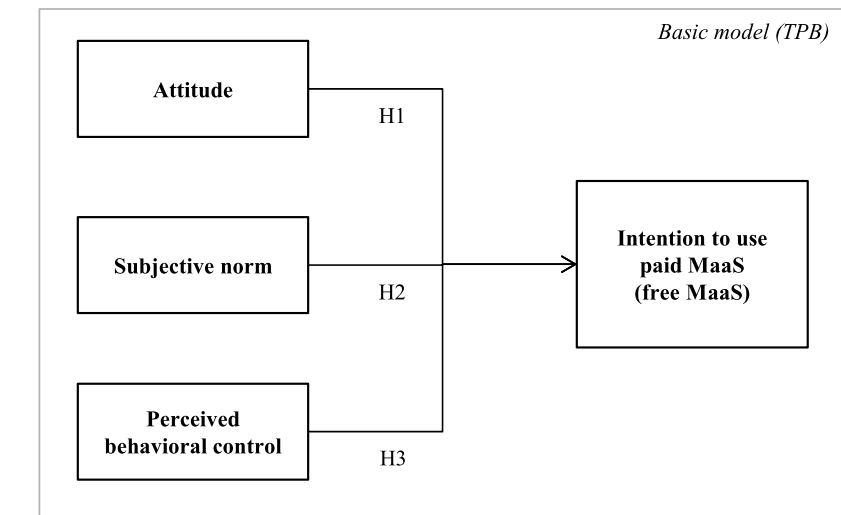 Basic model (TPB)
Attitude
H1
Subjective norm
H2
Perceived
behavioral control
H3
Intention to use
paid MaaS
(free MaaS)